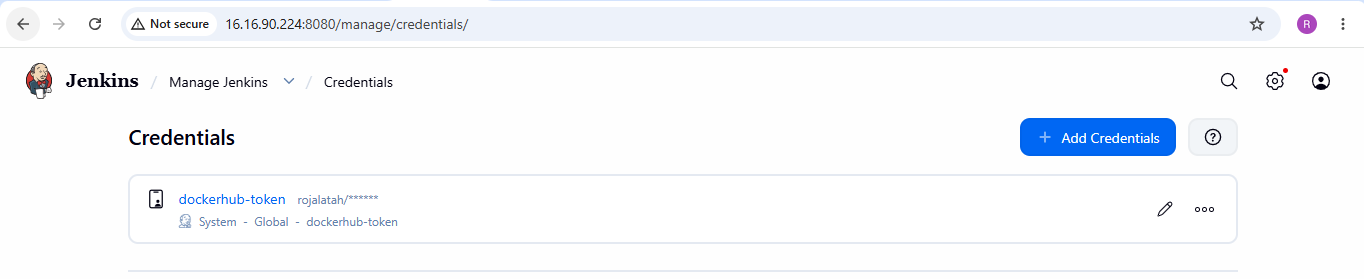 Not secure 16.16.90.224:8080/manage/credentials/ R
Jenkins / Manage Jenkins / Credentials
Credentials
+ Add Credentials
dockerhub-token rojalatah/******
System - Global - dockerhub-token